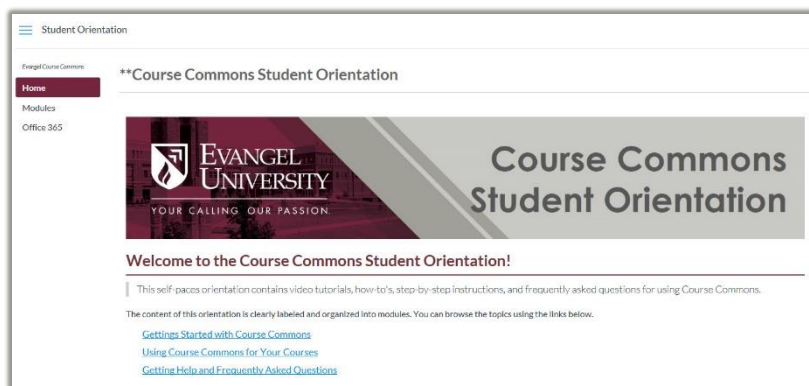 Student Orientation
Evangel Course Commons
Home
Modules
Office 365
**Course Commons Student Orientation
EVANGEL
UNIVERSITY
YOUR CALLING. OUR PASSION.
Course Commons
Student Orientation
Welcome to the Course Commons Student Orientation!
This self-paces orientation contains video tutorials, how-to's, step-by-step instructions, and frequently asked questions for using Course Commons.
The content of this orientation is clearly labeled and organized into modules. You can browse the topics using the links below.
Gettings Started with Course Commons
Using Course Commons for Your Courses
Getting Help and Frequently Asked Questions